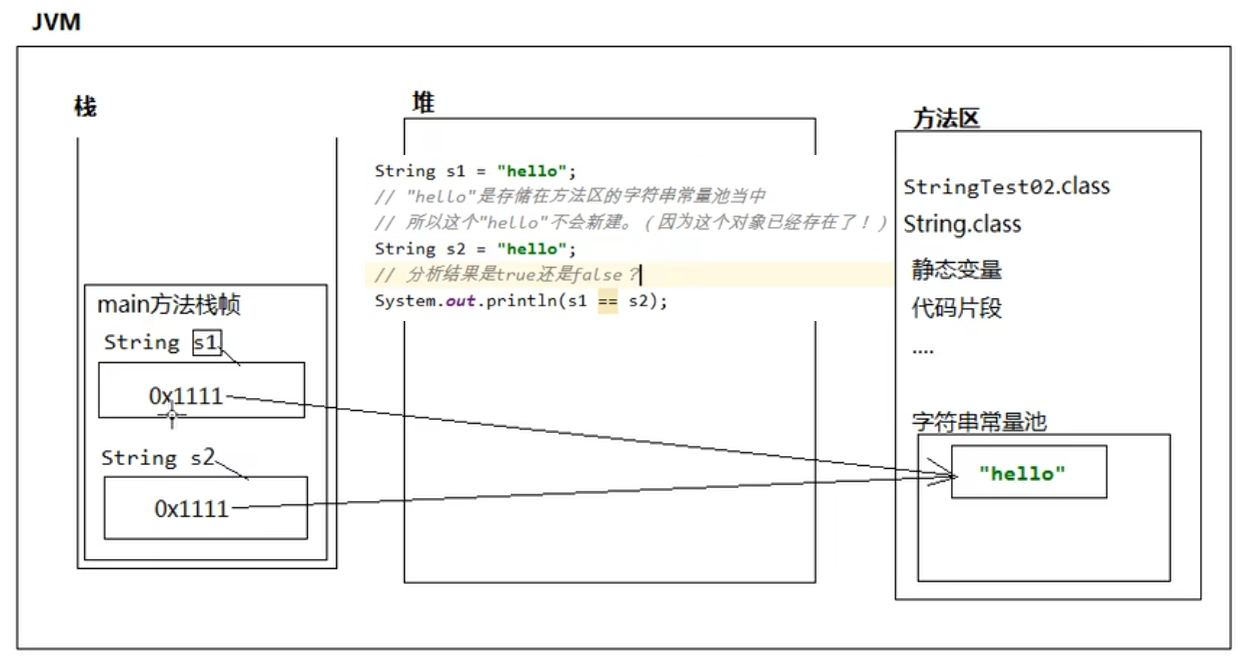 JVM
栈
堆
方法区
String s1 = "hello";
// "hello"是存储在方法区的字符串常量池当中
// 所以这个"hello"不会新建。（因为这个对象已经存在了！）
String s2 = "hello";
// 分析结果是true还是false？
System.out.println(s1 == s2);
main方法栈帧
String s1
0x1111
String s2
0x1111
StringTest02.class
String.class
静态变量
代码片段
....
字符串常量池
"hello"